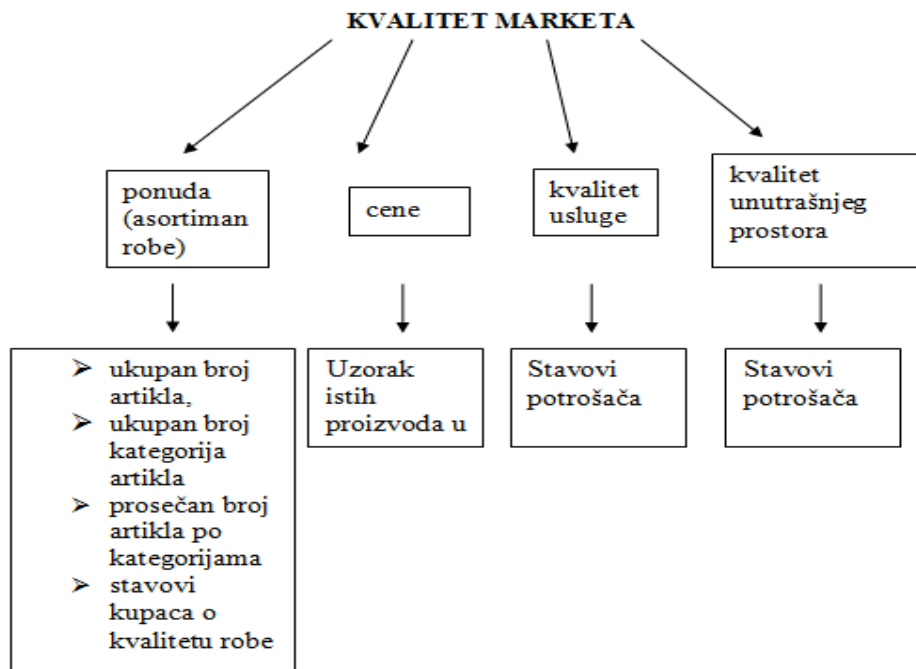 KVALITET MARKETA
ponuda
(asortiman
robe)
cene
kvalitet
usluge
kvalitet
unutrašnjeg
prostora
➢ ukupan broj
artikla,
➢ ukupan broj
kategorija
artikla
➢ prosečan broj
artikla po
kategorijama
➢ stavovi
kupaca o
kvalitetu robe
Uzorak
istih
proizvoda u
Stavovi
potrošača
Stavovi
potrošača